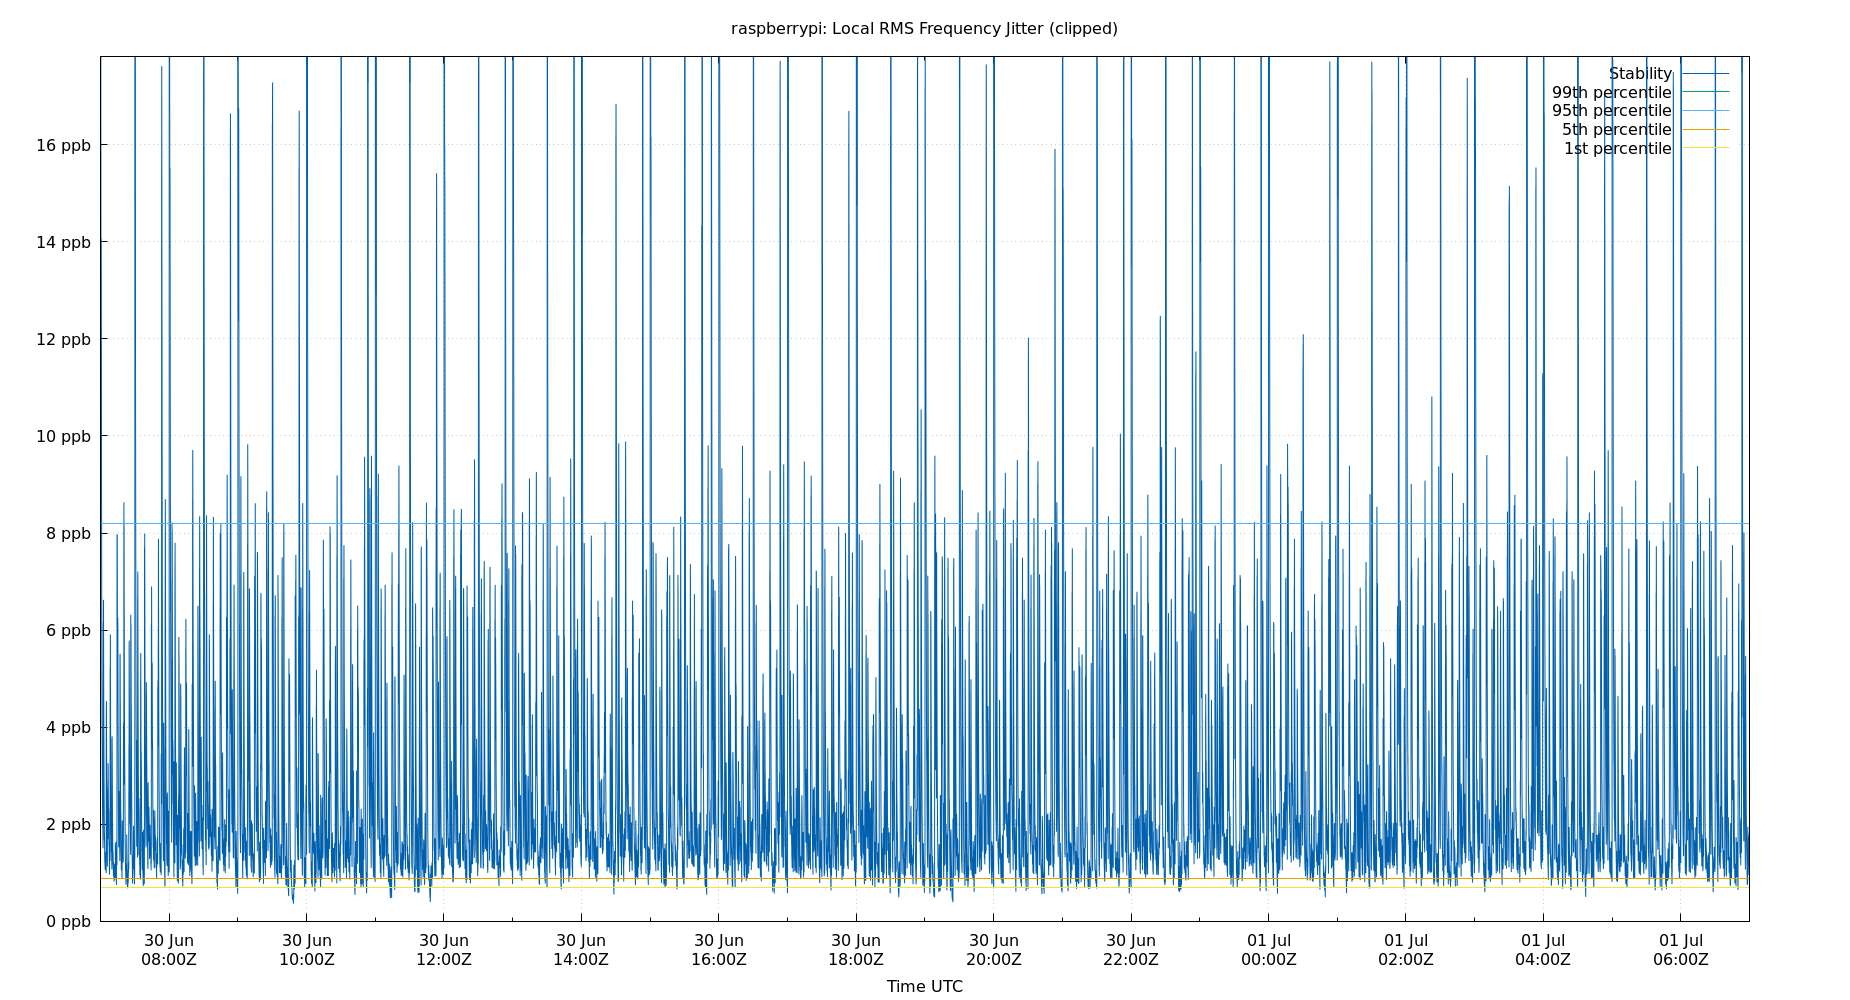 raspberrypi: Local RMS Frequency Jitter (clipped)
Stability
99th percentile
95th percentile
5th percentile
1st percentile
16 ppb
14 ppb
12 ppb
10 ppb
8 ppb
6 ppb
4 ppb
2 ppb
0 ppb
30 Jun 30 Jun 30 Jun 30 Jun 30 Jun 30 Jun 30 Jun 30 Jun 01 Jul 01 Jul 01 Jul 01 Jul
08:00Z 10:00Z 12:00Z 14:00Z 16:00Z 18:00Z 20:00Z 22:00Z 00:00Z 02:00Z 04:00Z 06:00Z
Time UTC